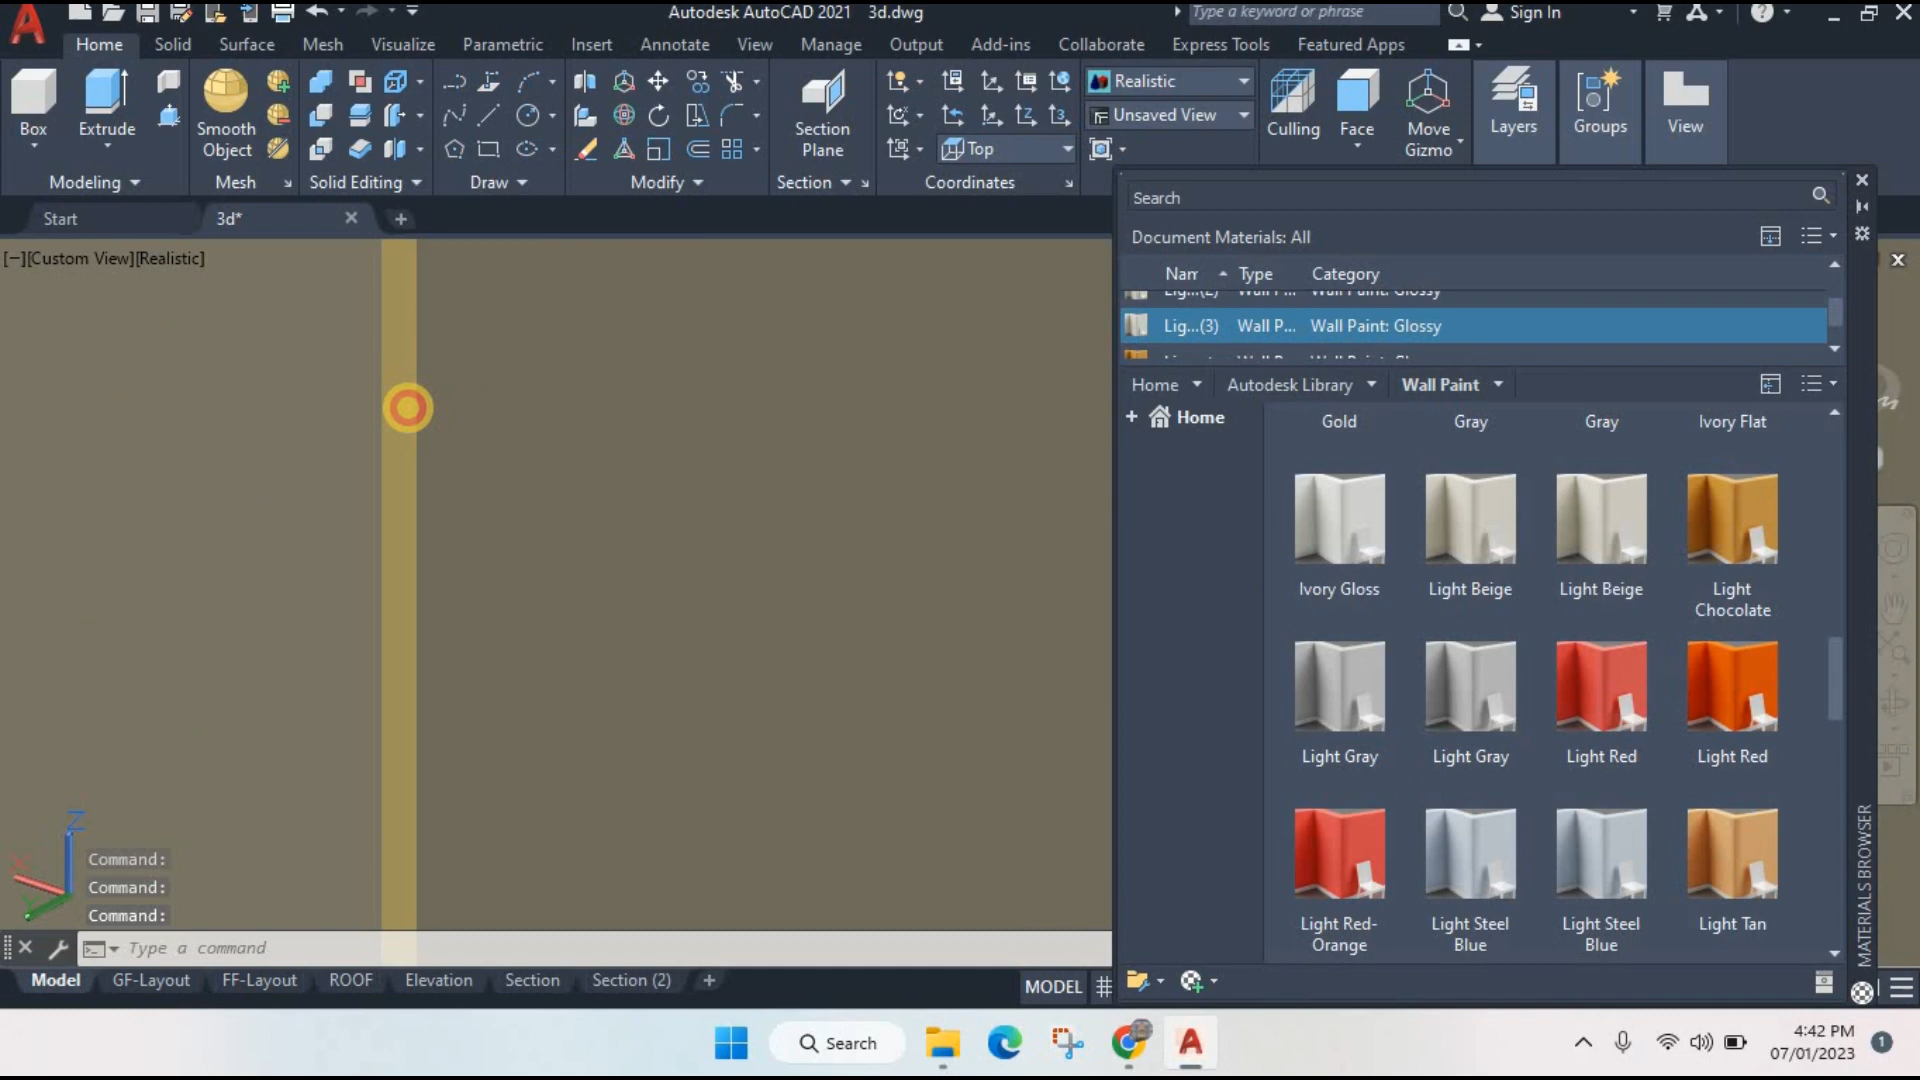 Autodesk AutoCAD 2021 3d.dwg
Type a keyword or phrase
Sign In
Home Solid Surface Mesh Visualize Parametric Insert Annotate View Manage Output Add-ins Collaborate Express Tools Featured Apps
Box
Extrude
Smooth
Object
Section
Plane
Realistic
Unsaved View
Top
Culling
Face
Move
Gizmo
Layers
Groups
View
Modeling
Mesh
Solid Editing
Draw
Modify
Section
Coordinates
Start
3d*
[−][Custom View][Realistic]
Search
Document Materials: All
Nar Type Category
Lig...(3) Wall P... Wall Paint: Glossy
Home Autodesk Library Wall Paint
Home
Gold Gray Gray Ivory Flat
Ivory Gloss Light Beige Light Beige Light
Chocolate
Light Gray Light Gray Light Red Light Red
Light Red-
Orange
Light Steel
Blue
Light Steel
Blue
Light Tan
MATERIALS BROWSER
Z
Command:
Command:
Command:
Type a command
Model GF-Layout FF-Layout ROOF Elevation Section Section (2)
MODEL
Search
4:42 PM
07/01/2023
1